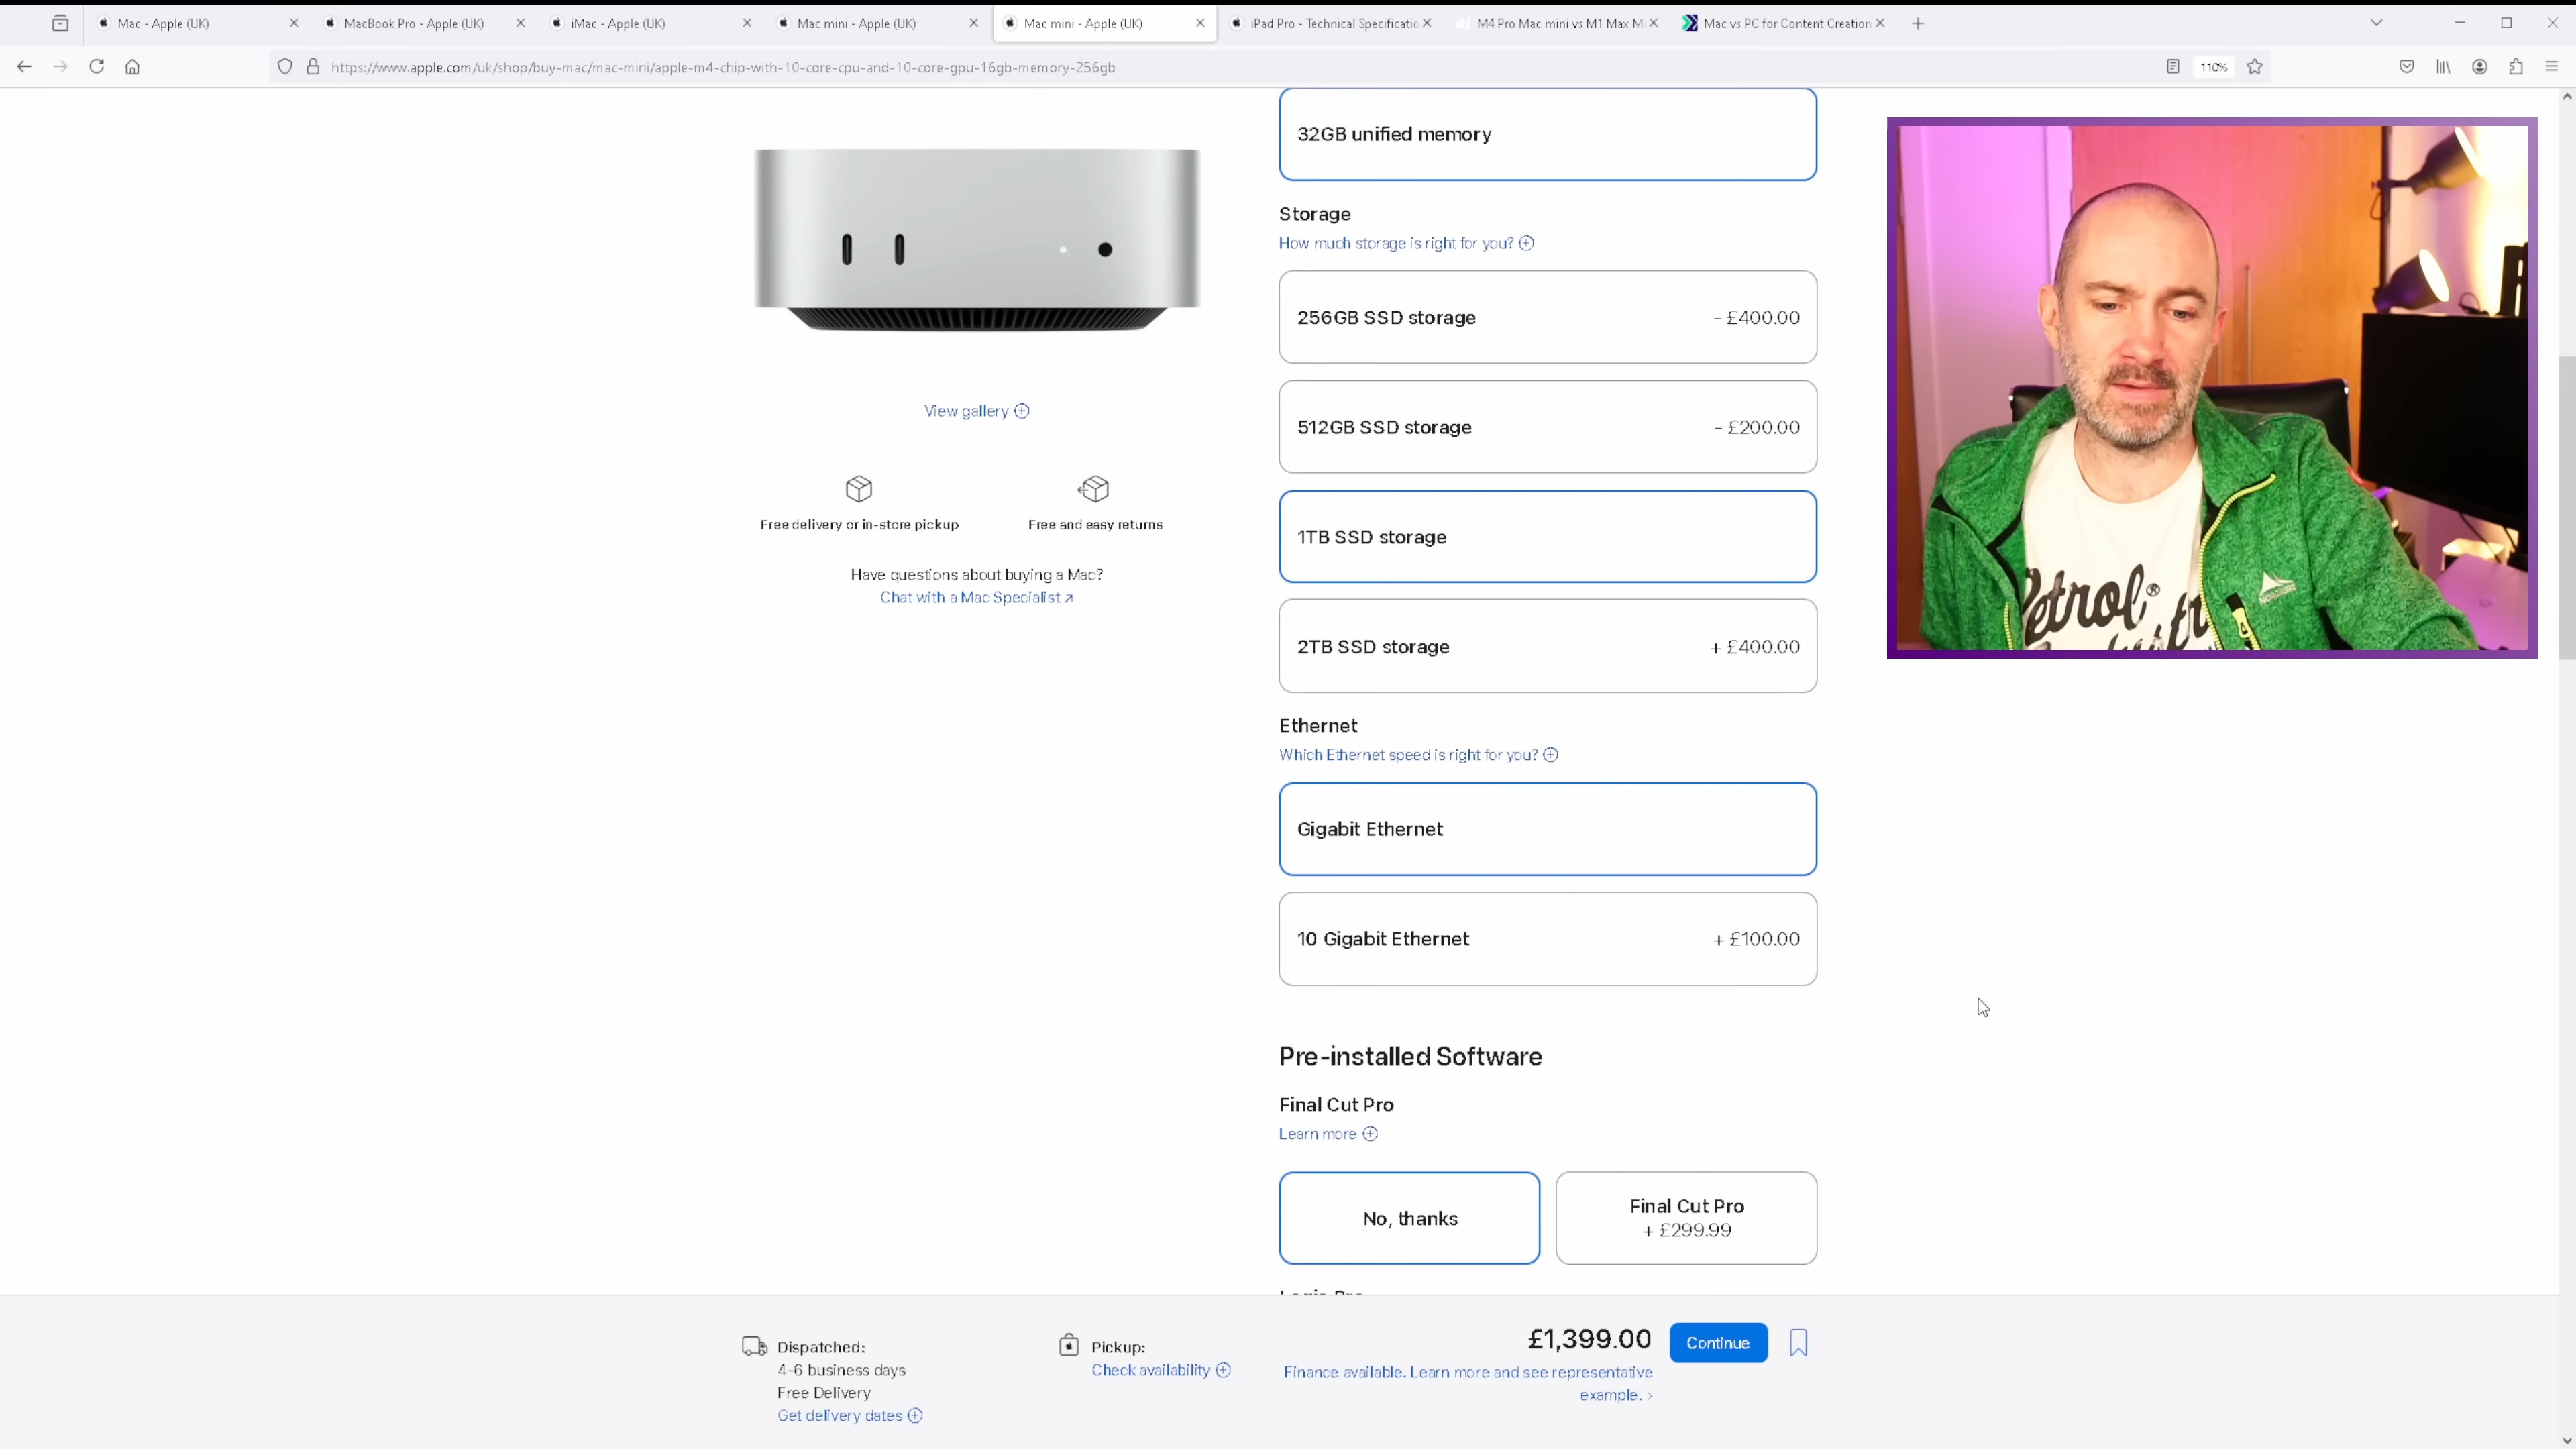 Mac - Apple (UK)
MacBook Pro - Apple (UK)
iMac - Apple (UK)
Mac mini - Apple (UK)
Mac mini - Apple (UK)
iPad Pro - Technical Specificatio
M4 Pro Mac mini vs M1 Max M
Mac vs PC for Content Creation
https://www.apple.com/uk/shop/buy-mac/mac-mini/apple-m4-chip-with-10-core-cpu-and-10-core-gpu-16gb-memory-256gb
110%
32GB unified memory
Storage
How much storage is right for you?
256GB SSD storage - £400.00
512GB SSD storage - £200.00
1TB SSD storage
2TB SSD storage + £400.00
View gallery
Free delivery or in-store pickup
Free and easy returns
Have questions about buying a Mac?
Chat with a Mac Specialist
Ethernet
Which Ethernet speed is right for you?
Gigabit Ethernet
10 Gigabit Ethernet + £100.00
Pre-installed Software
Final Cut Pro
Learn more
No, thanks
Final Cut Pro
+ £299.99
Dispatched:
4-6 business days
Free Delivery
Get delivery dates
Pickup:
Check availability
£1,399.00
Continue
Finance available. Learn more and see representative
example.
Petrol®